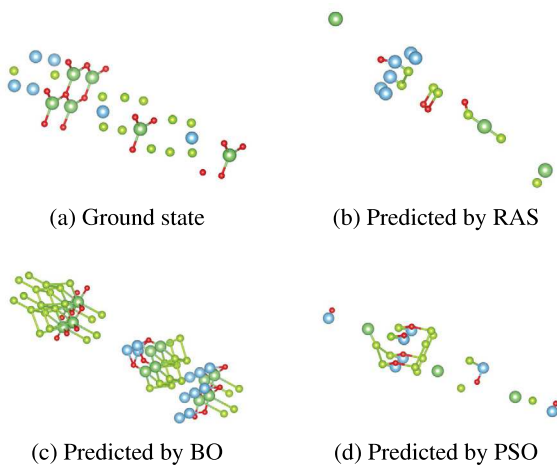 (a) Ground state
(b) Predicted by RAS
(c) Predicted by BO
(d) Predicted by PSO